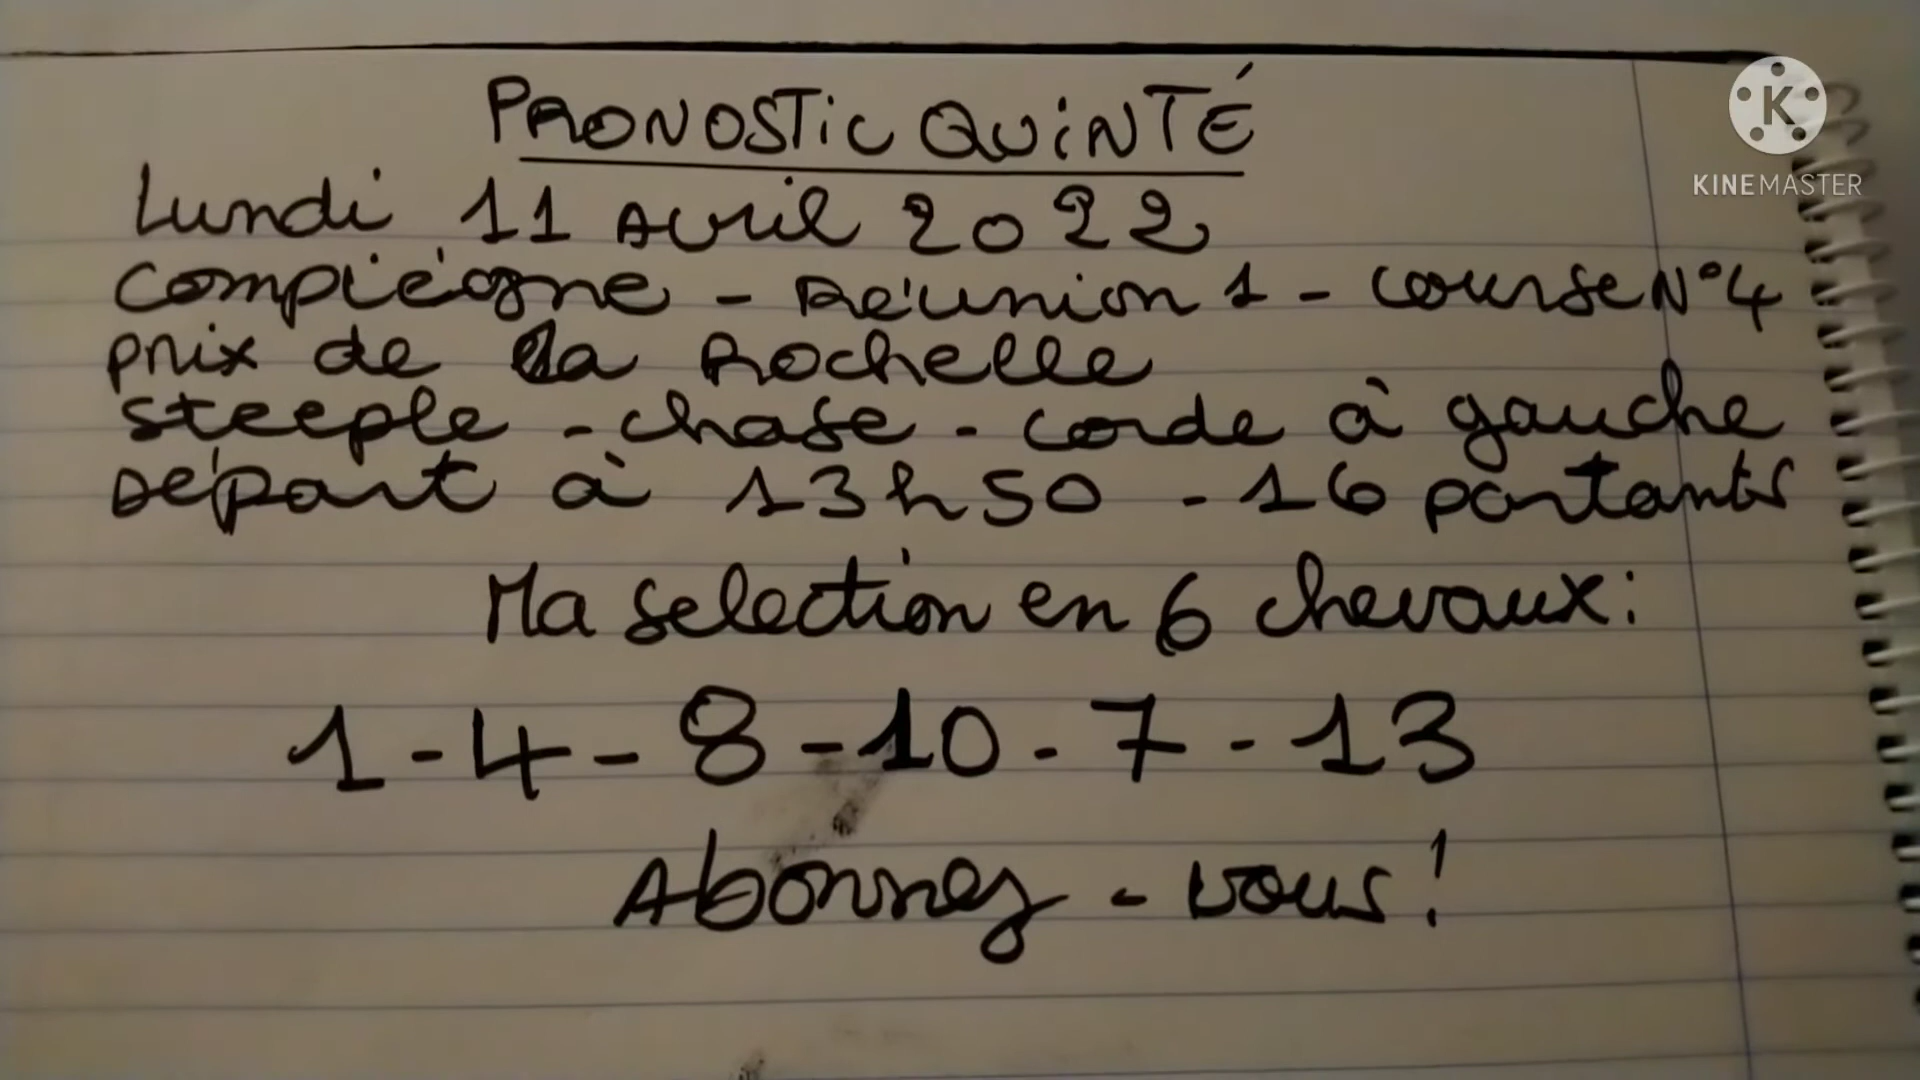 PRONOSTIC QUINTÉ
Lundi 11 Avril 2022
Compiégne - Réunion 1 - course N°4
prix de La Rochelle
steeple - chase - corde à gauche
Départ à 13h50 - 16 partants
Ma selection en 6 chevaux :
1 - 4 - 8 - 10 - 7 - 13
Abonnez - vous !
K
KINEMASTER